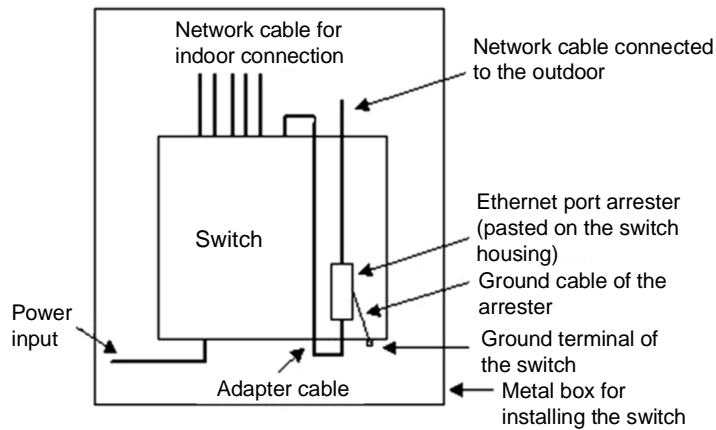 Network cable for
indoor connection
Network cable connected
to the outdoor
Ethernet port arrester
(pasted on the switch
housing)
Switch
Ground cable of the
arrester
Power
input
Ground terminal of
the switch
Adapter cable
Metal box for
installing the switch